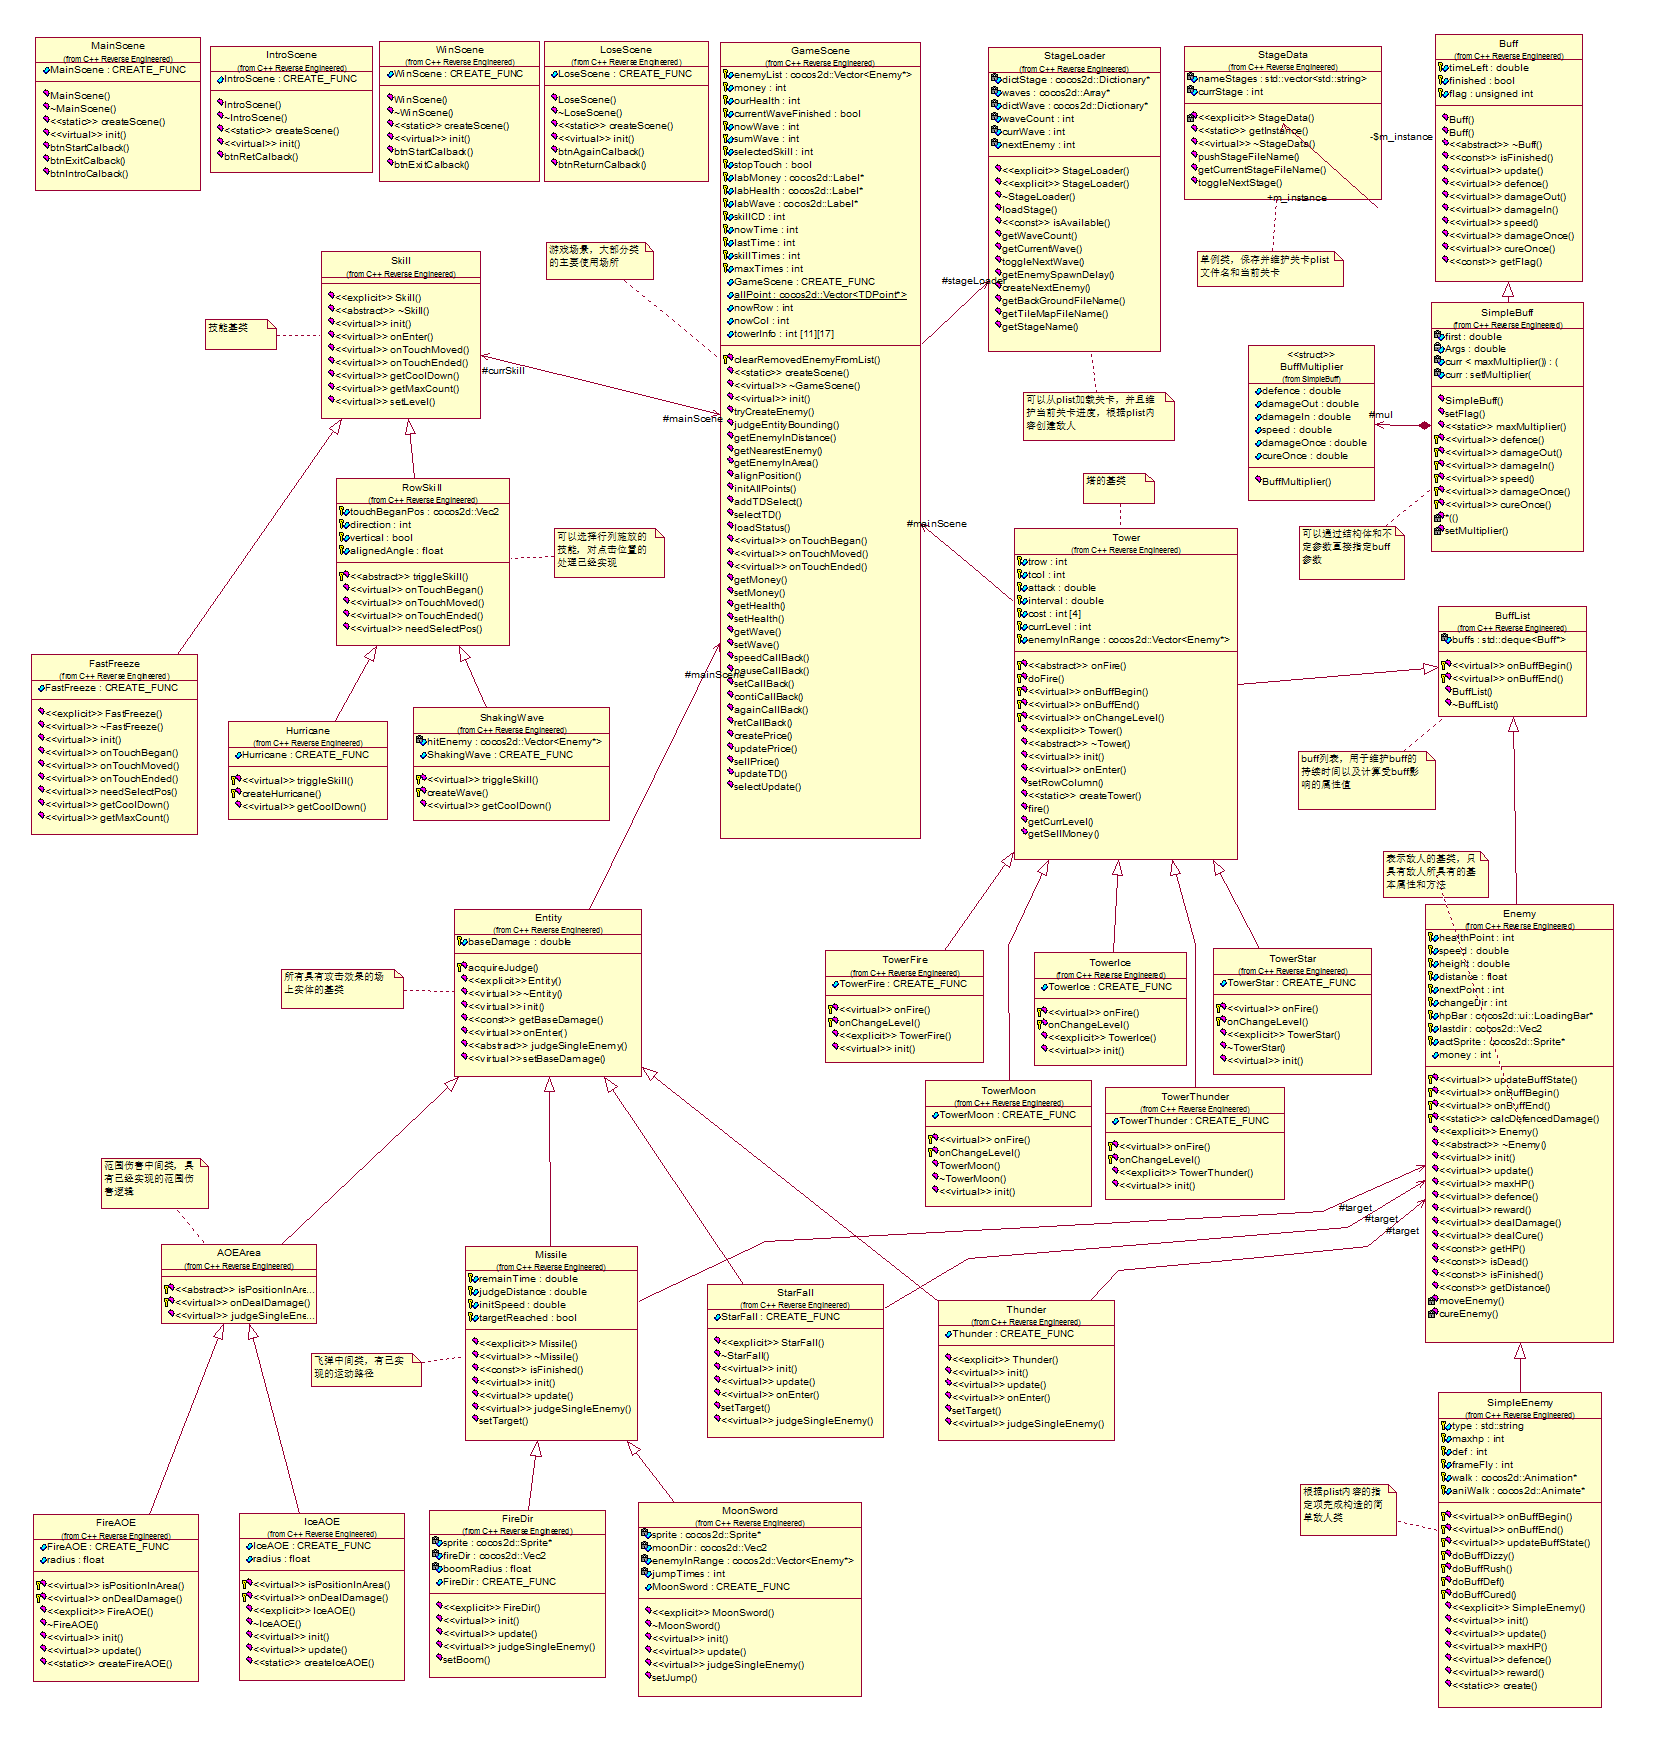 MainScene
(from C++ Reverse Engineered)
MainScene : CREATE_FUNC
MainScene()
~MainScene()
<<static>> createScene()
<<virtual>> init()
btnStartCalback()
btnExitCalback()
btnIntroCalback()
IntroScene
(from C++ Reverse Engineered)
IntroScene : CREATE_FUNC
IntroScene()
~IntroScene()
<<static>> createScene()
<<virtual>> init()
btnRetCalback()
WinScene
(from C++ Reverse Engineered)
WinScene : CREATE_FUNC
WinScene()
~WinScene()
<<static>> createScene()
<<virtual>> init()
btnStartCalback()
btnExitCalback()
LoseScene
(from C++ Reverse Engineered)
LoseScene : CREATE_FUNC
LoseScene()
~LoseScene()
<<static>> createScene()
<<virtual>> init()
btnAgainCalback()
btnReturnCalback()
GameScene
(from C++ Reverse Engineered)
enemyList : cocos2d::Vector<Enemy*>
money : int
ourHealth : int
currentWaveFinished : bool
nowWave : int
sumWave : int
selectedSkill : int
stopTouch : bool
labMoney : cocos2d::Label*
labHealth : cocos2d::Label*
labWave : cocos2d::Label*
skillCD : int
nowTime : int
lastTime : int
skillTimes : int
maxTimes : int
GameScene : CREATE_FUNC
allPoint : cocos2d::Vector<TDPoint*>
nowRow : int
nowCol : int
towerInfo : int [11][17]
clearRemovedEnemyFromList()
<<static>> createScene()
<<virtual>> ~GameScene()
<<virtual>> init()
tryCreateEnemy()
judgeEntityBounding()
getEnemyInDistance()
getNearestEnemy()
getEnemyInArea()
alignPosition()
initAllPoints()
addTDSelect()
selectTD()
loadStatus()
<<virtual>> onTouchBegan()
<<virtual>> onTouchMoved()
<<virtual>> onTouchEnded()
getMoney()
setMoney()
getHealth()
setHealth()
getWave()
setWave()
speedCallBack()
pauseCallBack()
setCallBack()
contiCallBack()
againCallBack()
retCallBack()
createPrice()
updatePrice()
sellPrice()
updateTD()
selectUpdate()
StageLoader
(from C++ Reverse Engineered)
dictStage : cocos2d::Dictionary*
waves : cocos2d::Array*
dictWave : cocos2d::Dictionary*
waveCount : int
currWave : int
nextEnemy : int
<<explicit>> StageLoader()
<<explicit>> StageLoader()
~StageLoader()
loadStage()
<<const>> isAvailable()
getWaveCount()
getCurrentWave()
toggleNextWave()
getEnemySpawnDelay()
createNextEnemy()
getBackGroundFileName()
getTileMapFileName()
getStageName()
StageData
(from C++ Reverse Engineered)
nameStages : std::vector<std::string>
currStage : int
<<explicit>> StageData()
<<static>> getInstance()
<<virtual>> ~StageData()
pushStageFileName()
getCurrentStageFileName()
toggleNextStage()
-$m_instance
+m_instance
Buff
(from C++ Reverse Engineered)
timeLeft : double
finished : bool
flag : unsigned int
Buff()
Buff()
<<abstract>> ~Buff()
<<const>> isFinished()
<<virtual>> update()
<<virtual>> defence()
<<virtual>> damageOut()
<<virtual>> damageIn()
<<virtual>> speed()
<<virtual>> damageOnce()
<<virtual>> cureOnce()
<<const>> getFlag()
游戏场景，大部分类
的主要使用场所
单例类，保存并维护关卡plist
文件名和当前关卡
技能基类
Skill
(from C++ Reverse Engineered)
<<explicit>> Skill()
<<abstract>> ~Skill()
<<virtual>> init()
<<virtual>> onEnter()
<<virtual>> onTouchMoved()
<<virtual>> onTouchEnded()
<<virtual>> getCoolDown()
<<virtual>> getMaxCount()
<<virtual>> setLevel()
#currSkill
#mainScene
#stageLoader
SimpleBuff
(from C++ Reverse Engineered)
first : double
Args : double
curr < maxMultiplier()) : (
curr : setMultiplier(
SimpleBuff()
setFlag()
<<static>> maxMultiplier()
<<virtual>> defence()
<<virtual>> damageOut()
<<virtual>> damageIn()
<<virtual>> speed()
<<virtual>> damageOnce()
<<virtual>> cureOnce()
*(()
setMultiplier()
<<struct>>
BuffMultiplier
(from SimpleBuff)
defence : double
damageOut : double
damageIn : double
speed : double
damageOnce : double
cureOnce : double
BuffMultiplier()
#mul
可以从plist加载关卡，并且维
护当前关卡进度，根据plist内
容创建敌人
塔的基类
可以通过结构体和不
定参数直接指定buff
参数
RowSkill
(from C++ Reverse Engineered)
touchBeganPos : cocos2d::Vec2
direction : int
vertical : bool
alignedAngle : float
<<abstract>> triggleSkill()
<<virtual>> onTouchBegan()
<<virtual>> onTouchMoved()
<<virtual>> onTouchEnded()
<<virtual>> needSelectPos()
可以选择行列施放的
技能，对点击位置的
处理已经实现
#mainScene
Tower
(from C++ Reverse Engineered)
trow : int
tcol : int
attack : double
interval : double
cost : int [4]
currLevel : int
enemyInRange : cocos2d::Vector<Enemy*>
<<abstract>> onFire()
doFire()
<<virtual>> onBuffBegin()
<<virtual>> onBuffEnd()
<<virtual>> onChangeLevel()
<<explicit>> Tower()
<<abstract>> ~Tower()
<<virtual>> init()
<<virtual>> onEnter()
setRowColumn()
<<static>> createTower()
fire()
getCurrLevel()
getSellMoney()
BuffList
(from C++ Reverse Engineered)
buffs : std::deque<Buff*>
<<virtual>> onBuffBegin()
<<virtual>> onBuffEnd()
BuffList()
~BuffList()
buff列表，用于维护buff的
持续时间以及计算受buff影
响的属性值
FastFreeze
(from C++ Reverse Engineered)
FastFreeze : CREATE_FUNC
<<explicit>> FastFreeze()
<<virtual>> ~FastFreeze()
<<virtual>> init()
<<virtual>> onTouchBegan()
<<virtual>> onTouchMoved()
<<virtual>> onTouchEnded()
<<virtual>> needSelectPos()
<<virtual>> getCoolDown()
<<virtual>> getMaxCount()
Hurricane
(from C++ Reverse Engineered)
Hurricane : CREATE_FUNC
<<virtual>> triggleSkill()
createHurricane()
<<virtual>> getCoolDown()
ShakingWave
(from C++ Reverse Engineered)
hitEnemy : cocos2d::Vector<Enemy*>
ShakingWave : CREATE_FUNC
<<virtual>> triggleSkill()
createWave()
<<virtual>> getCoolDown()
#mainScene
表示敌人的基类，只
具有敌人所具有的基
本属性和方法
Entity
(from C++ Reverse Engineered)
baseDamage : double
acquireJudge()
<<explicit>> Entity()
<<virtual>> ~Entity()
<<virtual>> init()
<<const>> getBaseDamage()
<<virtual>> onEnter()
<<abstract>> judgeSingleEnemy()
<<virtual>> setBaseDamage()
所有具有攻击效果的场
上实体的基类
TowerFire
(from C++ Reverse Engineered)
TowerFire : CREATE_FUNC
<<virtual>> onFire()
onChangeLevel()
<<explicit>> TowerFire()
<<virtual>> init()
TowerIce
(from C++ Reverse Engineered)
TowerIce : CREATE_FUNC
<<virtual>> onFire()
onChangeLevel()
<<explicit>> TowerIce()
<<virtual>> init()
TowerStar
(from C++ Reverse Engineered)
TowerStar : CREATE_FUNC
<<virtual>> onFire()
onChangeLevel()
<<explicit>> TowerStar()
~TowerStar()
<<virtual>> init()
TowerMoon
(from C++ Reverse Engineered)
TowerMoon : CREATE_FUNC
<<virtual>> onFire()
onChangeLevel()
TowerMoon()
~TowerMoon()
<<virtual>> init()
TowerThunder
(from C++ Reverse Engineered)
TowerThunder : CREATE_FUNC
<<virtual>> onFire()
onChangeLevel()
<<explicit>> TowerThunder()
<<virtual>> init()
Enemy
(from C++ Reverse Engineered)
healthPoint : int
speed : double
height : double
distance : float
nextPoint : int
changeDir : int
hpBar : cocos2d::ui::LoadingBar*
lastdir : cocos2d::Vec2
actSprite : cocos2d::Sprite*
money : int
<<virtual>> updateBuffState()
<<virtual>> onBuffBegin()
<<virtual>> onBuffEnd()
<<static>> calcDefencedDamage()
<<explicit>> Enemy()
<<abstract>> ~Enemy()
<<virtual>> init()
<<virtual>> update()
<<virtual>> maxHP()
<<virtual>> defence()
<<virtual>> reward()
<<virtual>> dealDamage()
<<virtual>> dealCure()
<<const>> getHP()
<<const>> isDead()
<<const>> isFinished()
<<const>> getDistance()
moveEnemy()
cureEnemy()
#target
#target
#target
范围伤害中间类，具
有已经实现的范围伤
害逻辑
AOEArea
(from C++ Reverse Engineered)
<<abstract>> isPositionInAre...
<<virtual>> onDealDamage()
<<virtual>> judgeSingleEne...
Missile
(from C++ Reverse Engineered)
remainTime : double
judgeDistance : double
initSpeed : double
targetReached : bool
<<explicit>> Missile()
<<virtual>> ~Missile()
<<const>> isFinished()
<<virtual>> init()
<<virtual>> update()
<<virtual>> judgeSingleEnemy()
setTarget()
飞弹中间类，有已实
现的运动路径
StarFall
(from C++ Reverse Engineered)
StarFall : CREATE_FUNC
<<explicit>> StarFall()
~StarFall()
<<virtual>> init()
<<virtual>> update()
<<virtual>> onEnter()
setTarget()
<<virtual>> judgeSingleEnemy()
Thunder
(from C++ Reverse Engineered)
Thunder : CREATE_FUNC
<<explicit>> Thunder()
<<virtual>> init()
<<virtual>> update()
<<virtual>> onEnter()
setTarget()
<<virtual>> judgeSingleEnemy()
SimpleEnemy
(from C++ Reverse Engineered)
type : std::string
maxhp : int
def : int
frameFly : int
walk : cocos2d::Animation*
aniWalk : cocos2d::Animate*
<<virtual>> onBuffBegin()
<<virtual>> onBuffEnd()
<<virtual>> updateBuffState()
doBuffDizzy()
doBuffRush()
doBuffDef()
doBuffCured()
<<explicit>> SimpleEnemy()
<<virtual>> init()
<<virtual>> update()
<<virtual>> maxHP()
<<virtual>> defence()
<<virtual>> reward()
<<static>> create()
根据plist内容的指
定项完成构造的简
单敌人类
FireAOE
(from C++ Reverse Engineered)
FireAOE : CREATE_FUNC
radius : float
<<virtual>> isPositionInArea()
<<virtual>> onDealDamage()
<<explicit>> FireAOE()
~FireAOE()
<<virtual>> init()
<<virtual>> update()
<<static>> createFireAOE()
IceAOE
(from C++ Reverse Engineered)
IceAOE : CREATE_FUNC
radius : float
<<virtual>> isPositionInArea()
<<virtual>> onDealDamage()
<<explicit>> IceAOE()
~IceAOE()
<<virtual>> init()
<<virtual>> update()
<<static>> createIceAOE()
FireDir
(from C++ Reverse Engineered)
sprite : cocos2d::Sprite*
fireDir : cocos2d::Vec2
boomRadius : float
FireDir : CREATE_FUNC
<<explicit>> FireDir()
<<virtual>> init()
<<virtual>> update()
<<virtual>> judgeSingleEnemy()
setBoom()
MoonSword
(from C++ Reverse Engineered)
sprite : cocos2d::Sprite*
moonDir : cocos2d::Vec2
enemyInRange : cocos2d::Vector<Enemy*>
jumpTimes : int
MoonSword : CREATE_FUNC
<<explicit>> MoonSword()
~MoonSword()
<<virtual>> init()
<<virtual>> update()
<<virtual>> judgeSingleEnemy()
setJump()